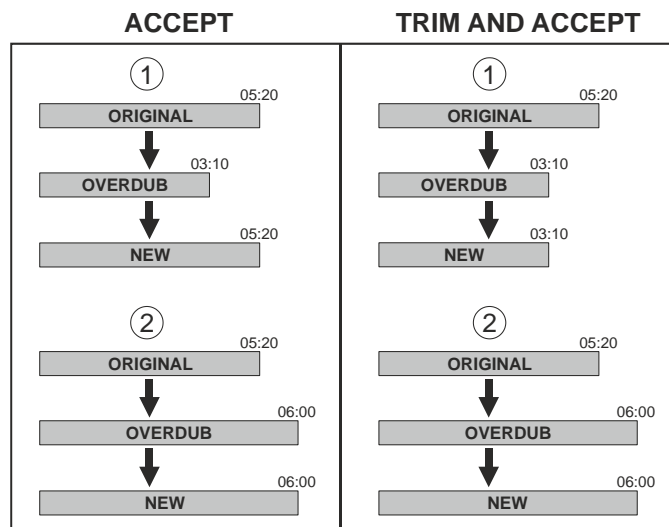 ACCEPT
1
05:20
ORIGINAL
03:10
OVERDUB
05:20
NEW
2
05:20
ORIGINAL
06:00
OVERDUB
06:00
NEW
TRIM AND ACCEPT
1
05:20
ORIGINAL
03:10
OVERDUB
03:10
NEW
2
05:20
ORIGINAL
06:00
OVERDUB
06:00
NEW